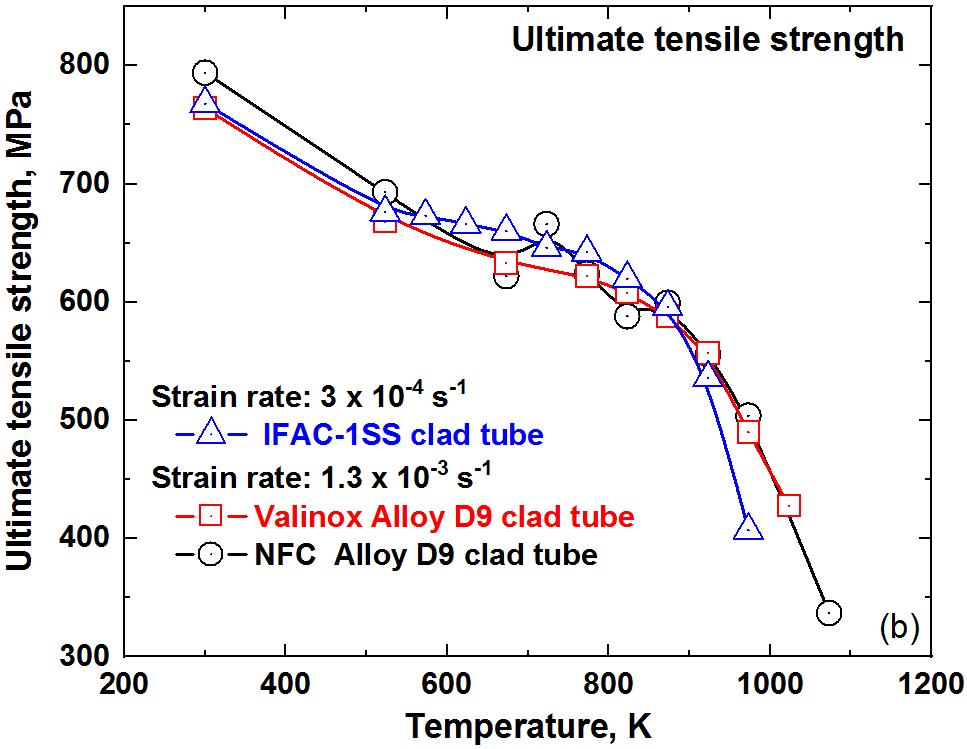 Ultimate tensile strength
Ultimate tensile strength, MPa
800
700
600
500
400
300
Strain rate: 3 x 10⁻⁴ s⁻¹
IFAC-1SS clad tube
Strain rate: 1.3 x 10⁻³ s⁻¹
Valinox Alloy D9 clad tube
NFC Alloy D9 clad tube
(b)
200 400 600 800 1000 1200
Temperature, K